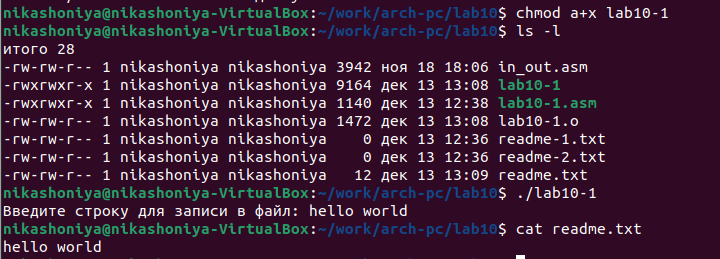 nikashoniya@nikashoniya-VirtualBox:~/work/arch-pc/lab10$ chmod a+x lab10-1
nikashoniya@nikashoniya-VirtualBox:~/work/arch-pc/lab10$ ls -l
итого 28
-rw-rw-r-- 1 nikashoniya nikashoniya 3942 ноя 18 18:06 in_out.asm
-rwxrwxr-x 1 nikashoniya nikashoniya 9164 дек 13 13:08 lab10-1
-rwxrwxr-x 1 nikashoniya nikashoniya 1140 дек 13 12:38 lab10-1.asm
-rw-rw-r-- 1 nikashoniya nikashoniya 1472 дек 13 13:08 lab10-1.o
-rw-rw-r-- 1 nikashoniya nikashoniya    0 дек 13 12:36 readme-1.txt
-rw-rw-r-- 1 nikashoniya nikashoniya    0 дек 13 12:36 readme-2.txt
-rw-rw-r-- 1 nikashoniya nikashoniya   12 дек 13 13:09 readme.txt
nikashoniya@nikashoniya-VirtualBox:~/work/arch-pc/lab10$ ./lab10-1
Введите строку для записи в файл: hello world
nikashoniya@nikashoniya-VirtualBox:~/work/arch-pc/lab10$ cat readme.txt
hello world